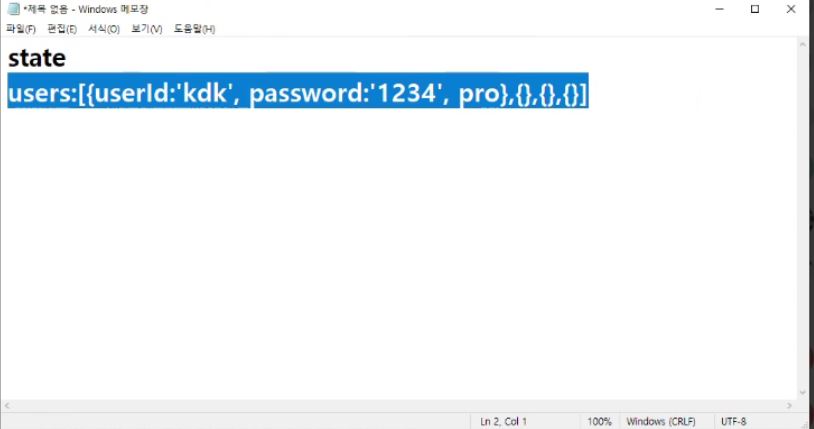 *제목 없음 - Windows 메모장
파일(F) 편집(E) 서식(O) 보기(V) 도움말(H)
state
users:[{userId:'kdk', password:'1234', pro},{},{},{}]
Ln 2, Col 1 100% Windows (CRLF) UTF-8